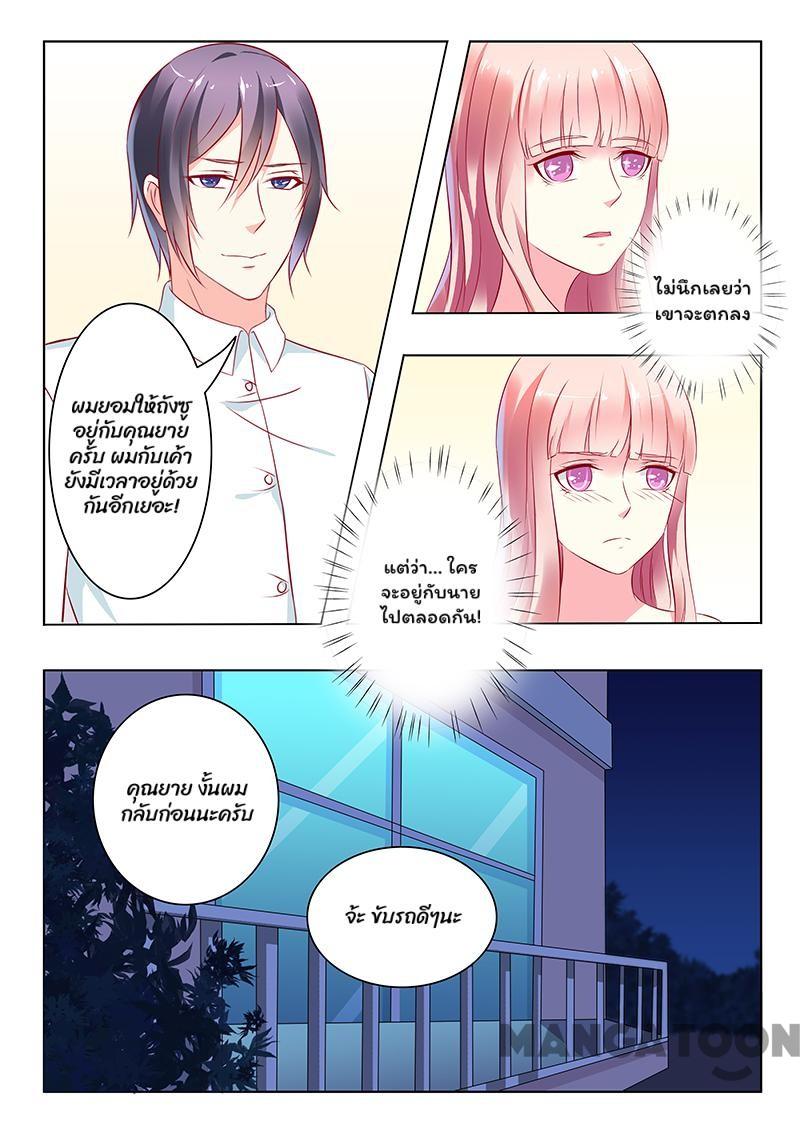 ไม่นึกเลยว่า
เขาจะตกลง
ผมยอมให้ถังซู
อยู่กับคุณยาย
ครับ ผมกับเค้า
ยังมีเวลาอยู่ด้วย
กันอีกเยอะ!
แต่ว่า... ใคร
จะอยู่กับนาย
ไปตลอดกัน!
คุณยาย งั้นผม
กลับก่อนนะครับ
จ้ะ ขับรถดีๆนะ
MANGATOON